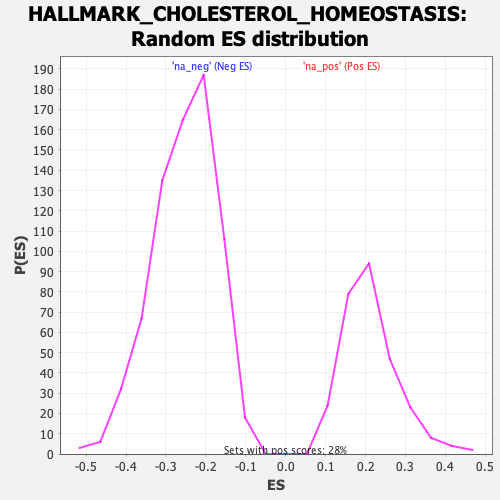 HALLMARK_CHOLESTEROL_HOMEOSTASIS:
Random ES distribution
'na_neg' (Neg ES)
'na_pos' (Pos ES)
190
180
170
160
150
140
130
120
110
100
90
80
70
60
50
40
30
20
10
0
P(ES)
Sets with pos scores: 28%
-0.5 -0.4 -0.3 -0.2 -0.1 0.0 0.1 0.2 0.3 0.4 0.5
ES